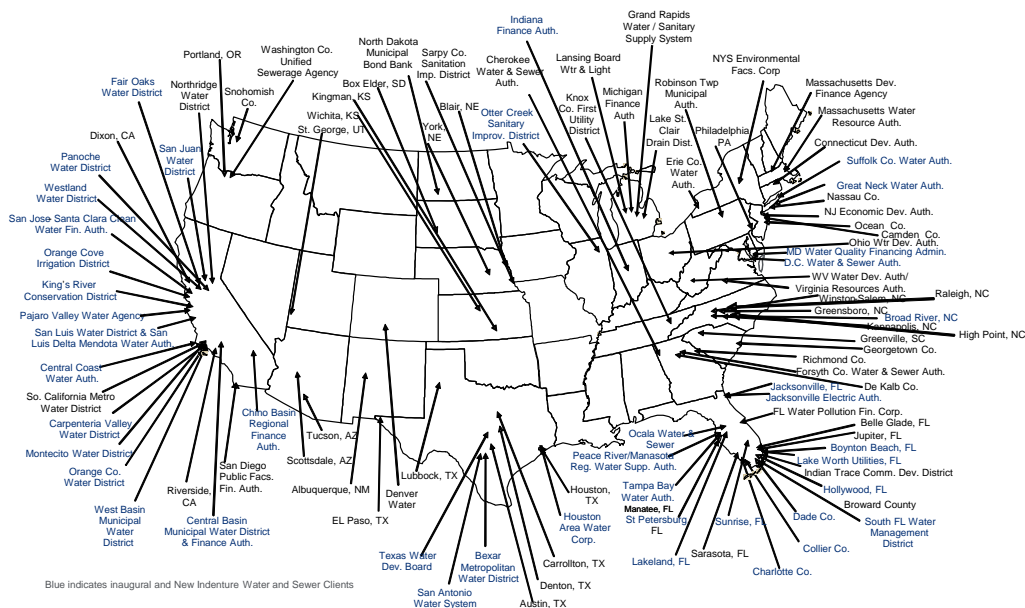 Indiana
Finance Auth.
Grand Rapids
Water / Sanitary
Supply System
Portland, OR
Washington Co.
Unified
Sewerage Agency
North Dakota
Municipal
Bond Bank
Sarpy Co.
Sanitation
Imp. District
Cherokee
Water & Sewer
Auth.
Lansing Board
Wtr & Light
NYS Environmental
Facs. Corp
Fair Oaks
Water District
Northridge
Water
District
Snohomish
Co.
Box Elder, SD
Kingman, KS
Wichita, KS
St. George, UT
Blair, NE
York,
NE
Otter Creek
Sanitary
Improv. District
Knox
Co. First
Utility
District
Michigan
Finance
Auth
Robinson Twp
Municipal
Auth.
Lake St.
Clair
Drain Dist.
Philadelphia,
PA
Erie Co.
Water
Auth.
Massachusetts Dev.
Finance Agency
Massachusetts Water
Resource Auth.
Connecticut Dev. Auth.
Suffolk Co. Water Auth.
Great Neck Water Auth.
Nassau Co.
NJ Economic Dev. Auth.
Ocean Co.
Camden Co.
Ohio Wtr Dev. Auth.
MD Water Quality Financing Admin.
D.C. Water & Sewer Auth.
WV Water Dev. Auth/
Virginia Resources Auth.
Winston-Salem, NC
Raleigh, NC
Greensboro, NC
Broad River, NC
Kannapolis, NC
High Point, NC
Greenville, SC
Georgetown Co.
Richmond Co.
Forsyth Co. Water & Sewer Auth.
De Kalb Co.
Jacksonville, FL
Jacksonville Electric Auth.
FL Water Pollution Fin. Corp.
Belle Glade, FL
Jupiter, FL
Boynton Beach, FL
Lake Worth Utilities, FL
Indian Trace Comm. Dev. District
Hollywood, FL
Broward County
South FL Water
Management
District
Dade Co.
Collier Co.
Charlotte Co.
Sunrise, FL
Sarasota, FL
Lakeland, FL
Ocala Water &
Sewer
Peace River/Manasota
Reg. Water Supp. Auth.
Tampa Bay
Water Auth.
Manatee, FL
St Petersburg,
FL
Dixon, CA
San Juan
Water
District
Panoche
Water District
Westland
Water District
San Jose- Santa Clara Clean
Water Fin. Auth.
Orange Cove
Irrigation District
King's River
Conservation District
Pajaro Valley Water Agency
San Luis Water District & San
Luis Delta Mendota Water Auth.
Central Coast
Water Auth.
So. California Metro
Water District
Carpenteria Valley
Water District
Montecito Water District
Orange Co.
Water District
West Basin
Municipal
Water
District
Riverside,
CA
Central Basin
Municipal Water District
& Finance Auth.
San Diego
Public Facs.
Fin. Auth.
Chino Basin
Regional
Finance
Auth.
Tucson, AZ
Scottsdale, AZ
Albuquerque, NM
EL Paso, TX
Denver
Water
Lubbock, TX
Texas Water
Dev. Board
San Antonio
Water System
Bexar
Metropolitan
Water District
Austin, TX
Denton, TX
Carrollton, TX
Houston
Area Water
Corp.
Houston,
TX
Blue indicates inaugural and New Indenture Water and Sewer Clients